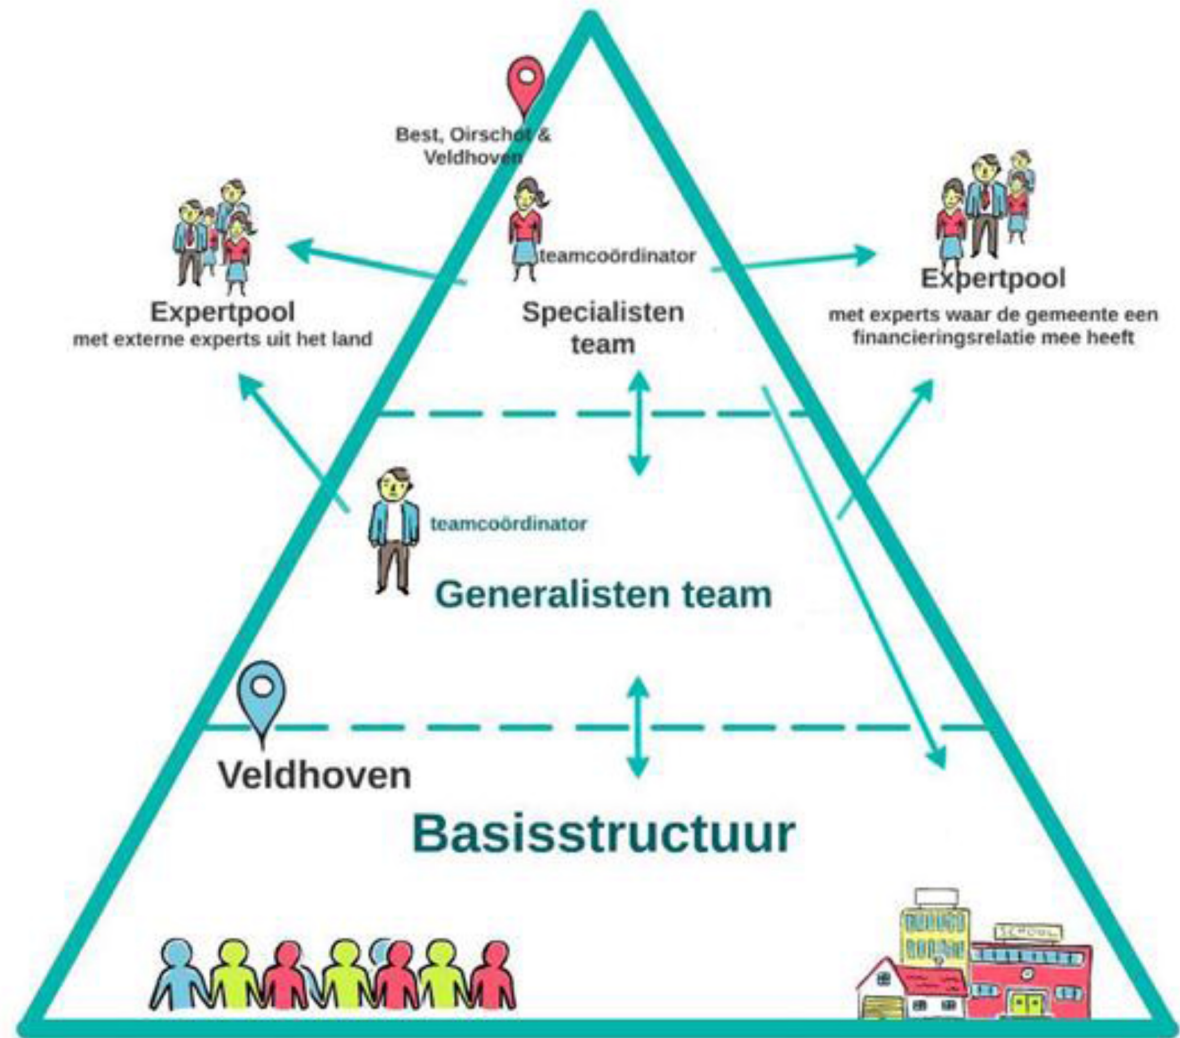 Best, Oirschot &
Veldhoven
teamcoördinator
Expertpool
met externe experts uit het land
Specialisten
team
Expertpool
met experts waar de gemeente een
financieringsrelatie mee heeft
teamcoördinator
Generalisten team
Veldhoven
Basisstructuur
SCHOOL